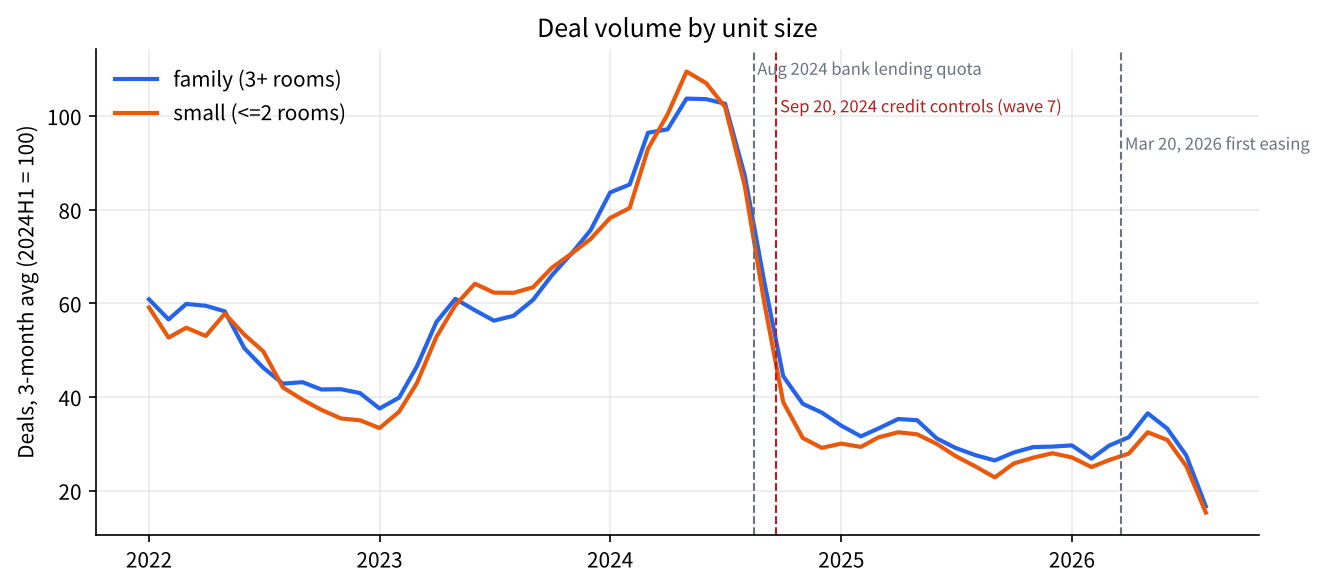 Deal volume by unit size
family (3+ rooms)
small (<=2 rooms)
Aug 2024 bank lending quota
Sep 20, 2024 credit controls (wave 7)
Mar 20, 2026 first easing
Deals, 3-month avg (2024H1 = 100)
100
80
60
40
20
2022
2023
2024
2025
2026